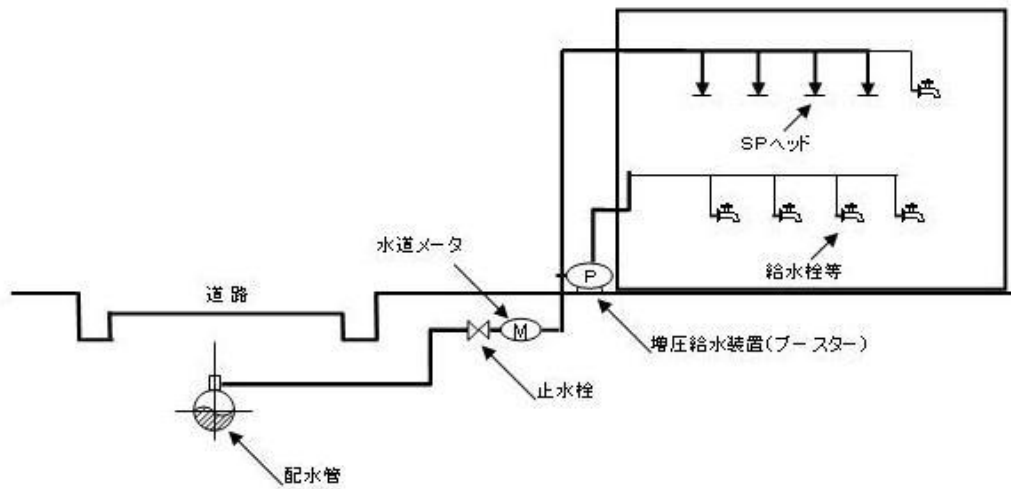 SPヘッド
水道メータ
給水栓等
道路
P
M
増圧給水装置(ブースター)
止水栓
配水管